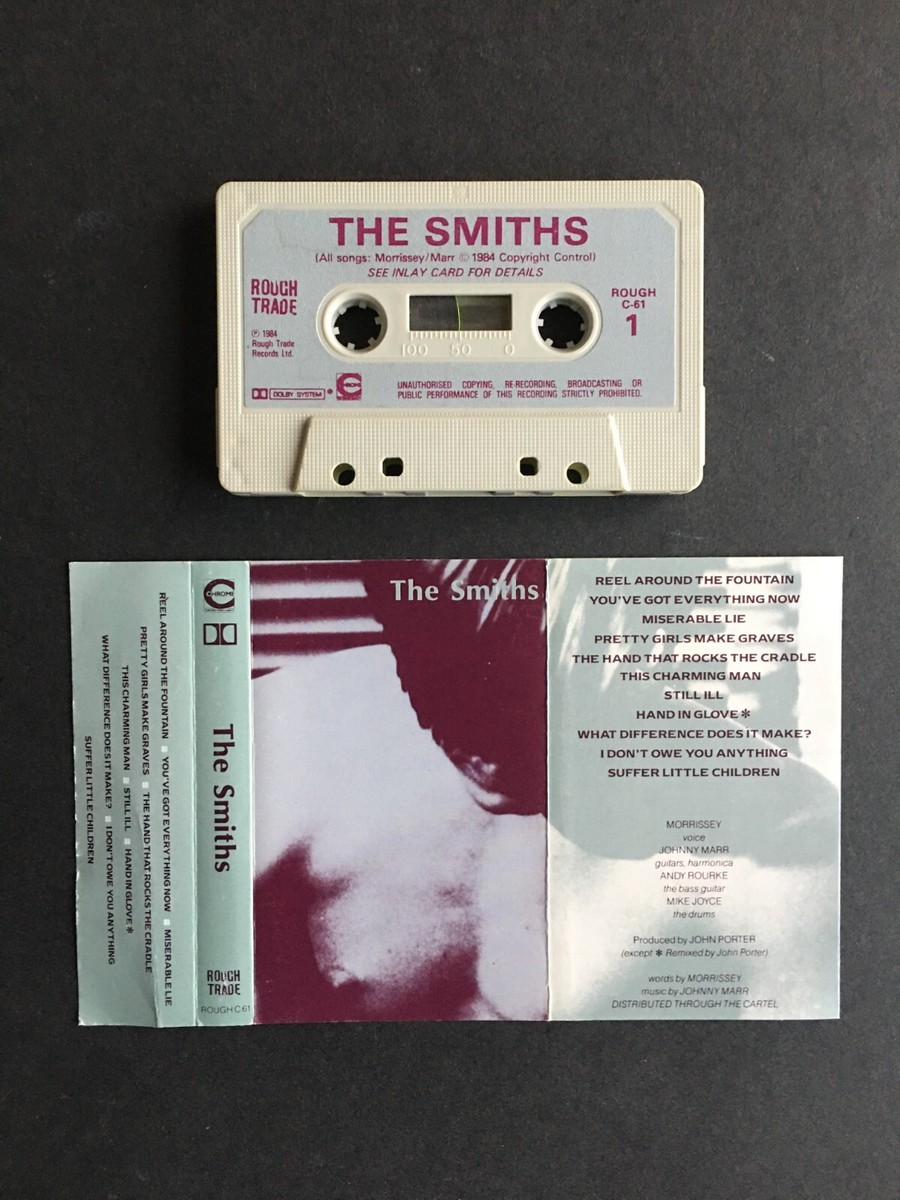 THE SMITHS
(All songs: Morrissey/Marr © 1984 Copyright Control)
SEE INLAY CARD FOR DETAILS
ROUGH
TRADE
ROUGH
C-61
1
℗ 1984
Rough Trade
Records Ltd.
100 50 0
DOLBY SYSTEM
CHROME
UNAUTHORISED COPYING, RE-RECORDING, BROADCASTING OR
PUBLIC PERFORMANCE OF THIS RECORDING STRICTLY PROHIBITED.
REEL AROUND THE FOUNTAIN ■ YOU'VE GOT EVERYTHING NOW ■ MISERABLE LIE
PRETTY GIRLS MAKE GRAVES ■ THE HAND THAT ROCKS THE CRADLE
THIS CHARMING MAN ■ STILL ILL ■ HAND IN GLOVE *
WHAT DIFFERENCE DOES IT MAKE? ■ I DON'T OWE YOU ANYTHING
SUFFER LITTLE CHILDREN
CHROME
The Smiths
ROUGH
TRADE
ROUGH C 61
The Smiths
REEL AROUND THE FOUNTAIN
YOU'VE GOT EVERYTHING NOW
MISERABLE LIE
PRETTY GIRLS MAKE GRAVES
THE HAND THAT ROCKS THE CRADLE
THIS CHARMING MAN
STILL ILL
HAND IN GLOVE *
WHAT DIFFERENCE DOES IT MAKE?
I DON'T OWE YOU ANYTHING
SUFFER LITTLE CHILDREN
MORRISSEY
voice
JOHNNY MARR
guitars, harmonica
ANDY ROURKE
the bass guitar
MIKE JOYCE
the drums
Produced by JOHN PORTER
(except * Remixed by John Porter)
words by MORRISSEY
music by JOHNNY MARR
DISTRIBUTED THROUGH THE CARTEL